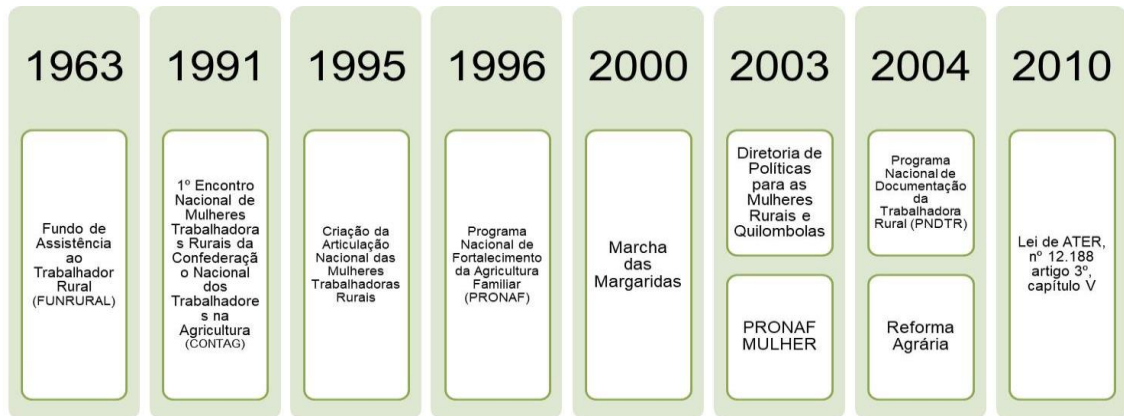 1963
Fundo de
Assistência
ao
Trabalhador
Rural
(FUNRURAL)
1991
1º Encontro
Nacional de
Mulheres
Trabalhadora
s Rurais da
Confederaçã
o Nacional
dos
Trabalhadore
s na
Agricultura
(CONTAG)
1995
Criação da
Articulação
Nacional das
Mulheres
Trabalhadoras
Rurais
1996
Programa
Nacional de
Fortalecimento
da Agricultura
Familiar
(PRONAF)
2000
Marcha
das
Margaridas
2003
Diretoria de
Políticas
para as
Mulheres
Rurais e
Quilombolas
PRONAF
MULHER
2004
Programa
Nacional de
Documentação
da
Trabalhadora
Rural (PNDTR)
Reforma
Agrária
2010
Lei de ATER,
nº 12.188
artigo 3º,
capítulo V